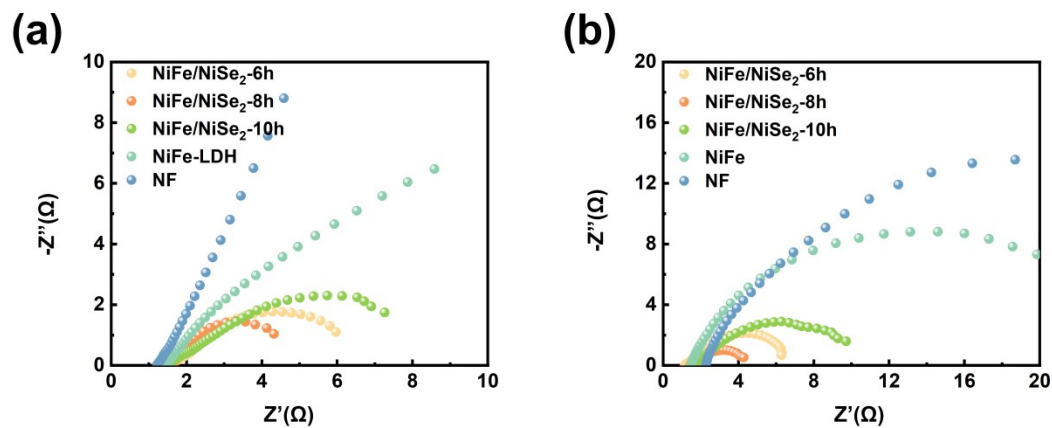 (a)
10
8
6
4
2
0
-Z''(Ω)
NiFe/NiSe₂-6h
NiFe/NiSe₂-8h
NiFe/NiSe₂-10h
NiFe-LDH
NF
0 2 4 6 8 10
Z'(Ω)
(b)
20
16
12
8
4
0
-Z''(Ω)
NiFe/NiSe₂-6h
NiFe/NiSe₂-8h
NiFe/NiSe₂-10h
NiFe
NF
0 4 8 12 16 20
Z'(Ω)